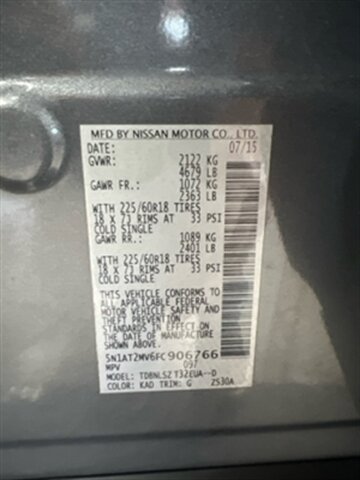 MFD BY NISSAN MOTOR CO., LTD.
DATE: 07/15
GVWR: 2122 KG
4679 LB
GAWR FR.: 1072 KG
2363 LB
WITH 225/60R18 TIRES
18 X 7J RIMS AT 33 PSI
COLD SINGLE
GAWR RR.: 1089 KG
2401 LB
WITH 225/60R18 TIRES
18 X 7J RIMS AT 33 PSI
COLD SINGLE
THIS VEHICLE CONFORMS TO
ALL APPLICABLE FEDERAL
MOTOR VEHICLE SAFETY AND
THEFT PREVENTION
STANDARDS IN EFFECT ON
THE DATE OF MANUFACTURE
SHOWN ABOVE.
5N1AT2MV6FC906766
MPV 097
MODEL: TDBNLSZ T32EUA--D
COLOR: KAD TRIM: G ZS30A